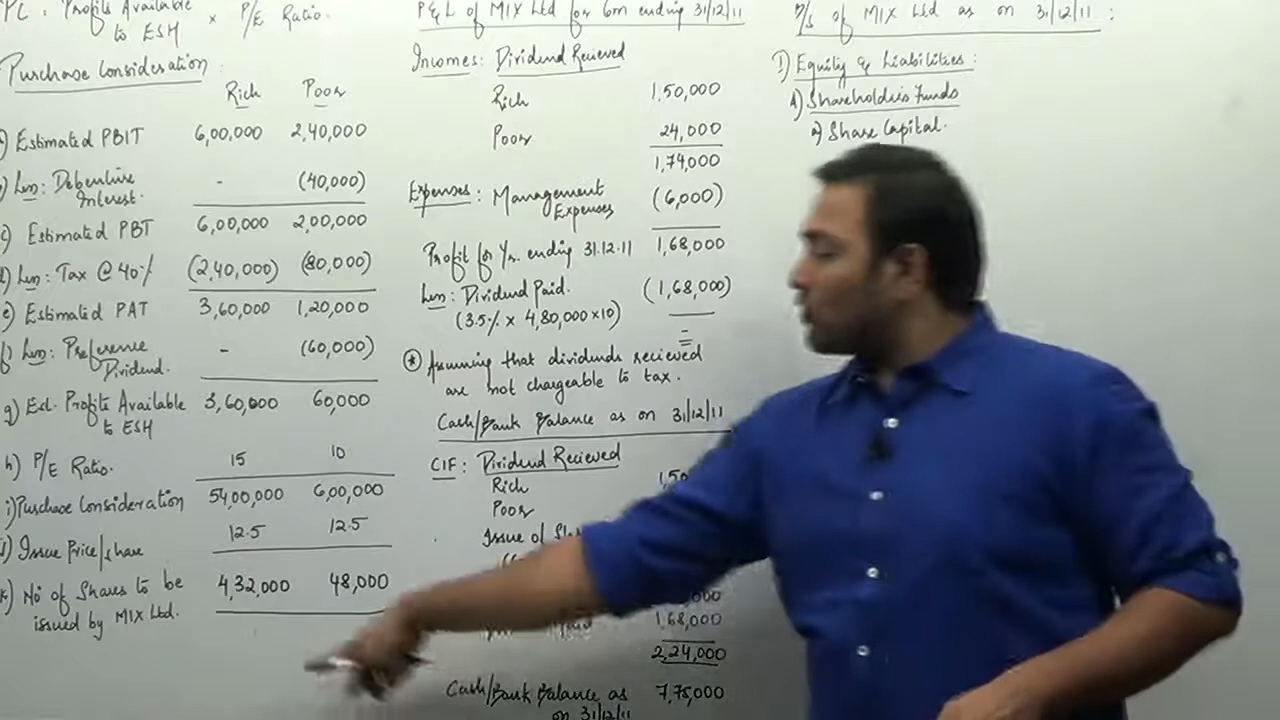 PC = Profits Available to ESH × P/E Ratio.
Purchase Consideration:
Rich Poor
Estimated PBIT 6,00,000 2,40,000
Less: Debenture Interest. - (40,000)
c) Estimated PBT 6,00,000 2,00,000
d) Less: Tax @ 40% (2,40,000) (80,000)
e) Estimated PAT 3,60,000 1,20,000
f) Less: Preference Dividend. - (60,000)
g) Est. Profits Available to ESH 3,60,000 60,000
h) P/E Ratio. 15 10
i) Purchase Consideration 54,00,000 6,00,000
j) Issue Price/share 12.5 12.5
k) No of Shares to be issued by MIX Ltd. 4,32,000 48,000
P&L of MIX Ltd for 6m ending 31/12/11
Incomes: Dividend Recieved
Rich 1,50,000
Poor 24,000
1,74,000
Expenses: Management Expenses (6,000)
Profit for Yr. ending 31.12.11 1,68,000
Less: Dividend Paid. (1,68,000)
(3.5% × 4,80,000×10)
* Assuming that dividends recieved
are not chargeable to tax.
Cash/Bank Balance as on 31/12/11
CIF: Dividend Recieved
Rich
Poor
Issue of
1,68,000
2,24,000
Cash/Bank Balance as on 31/12/11 7,75,000
B/S of MIX Ltd as on 31/12/11:
I) Equity & Liabilities:
A) Shareholders Funds
a) Share Capital.